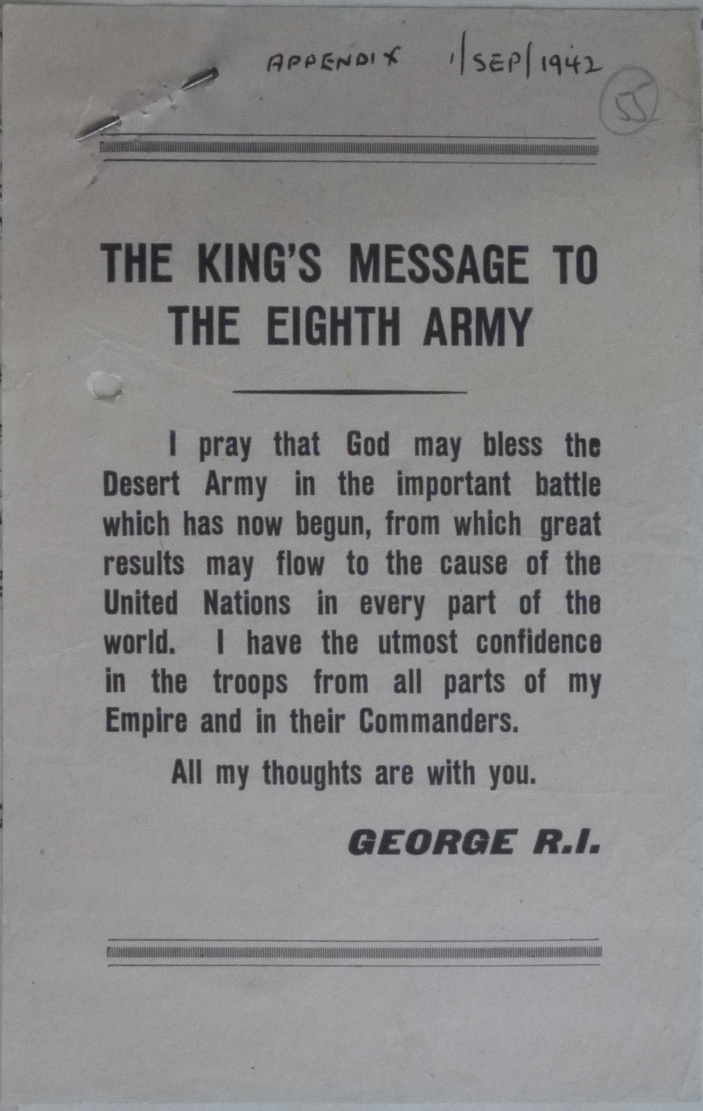 APPENDIX 1/SEP/1942
55
THE KING'S MESSAGE TO
THE EIGHTH ARMY
I pray that God may bless the
Desert Army in the important battle
which has now begun, from which great
results may flow to the cause of the
United Nations in every part of the
world. I have the utmost confidence
in the troops from all parts of my
Empire and in their Commanders.
All my thoughts are with you.
GEORGE R.I.